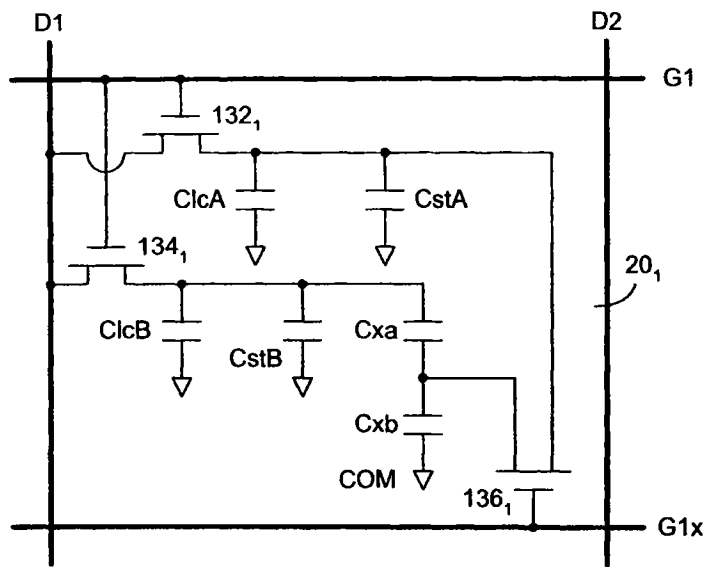 D1
D2
G1
132₁
ClcA
CstA
134₁
20₁
ClcB
CstB
Cxa
Cxb
COM
136₁
G1x